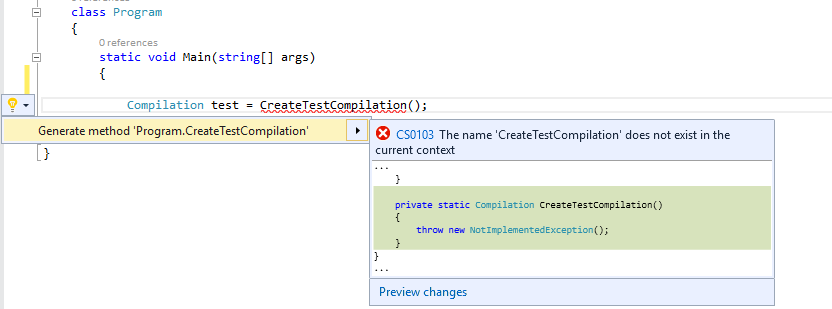 class Program
{
0 references
static void Main(string[] args)
{
Compilation test = CreateTestCompilation();
Generate method 'Program.CreateTestCompilation'
}
CS0103 The name 'CreateTestCompilation' does not exist in the
current context
...
}
private static Compilation CreateTestCompilation()
{
throw new NotImplementedException();
}
}
...
Preview changes